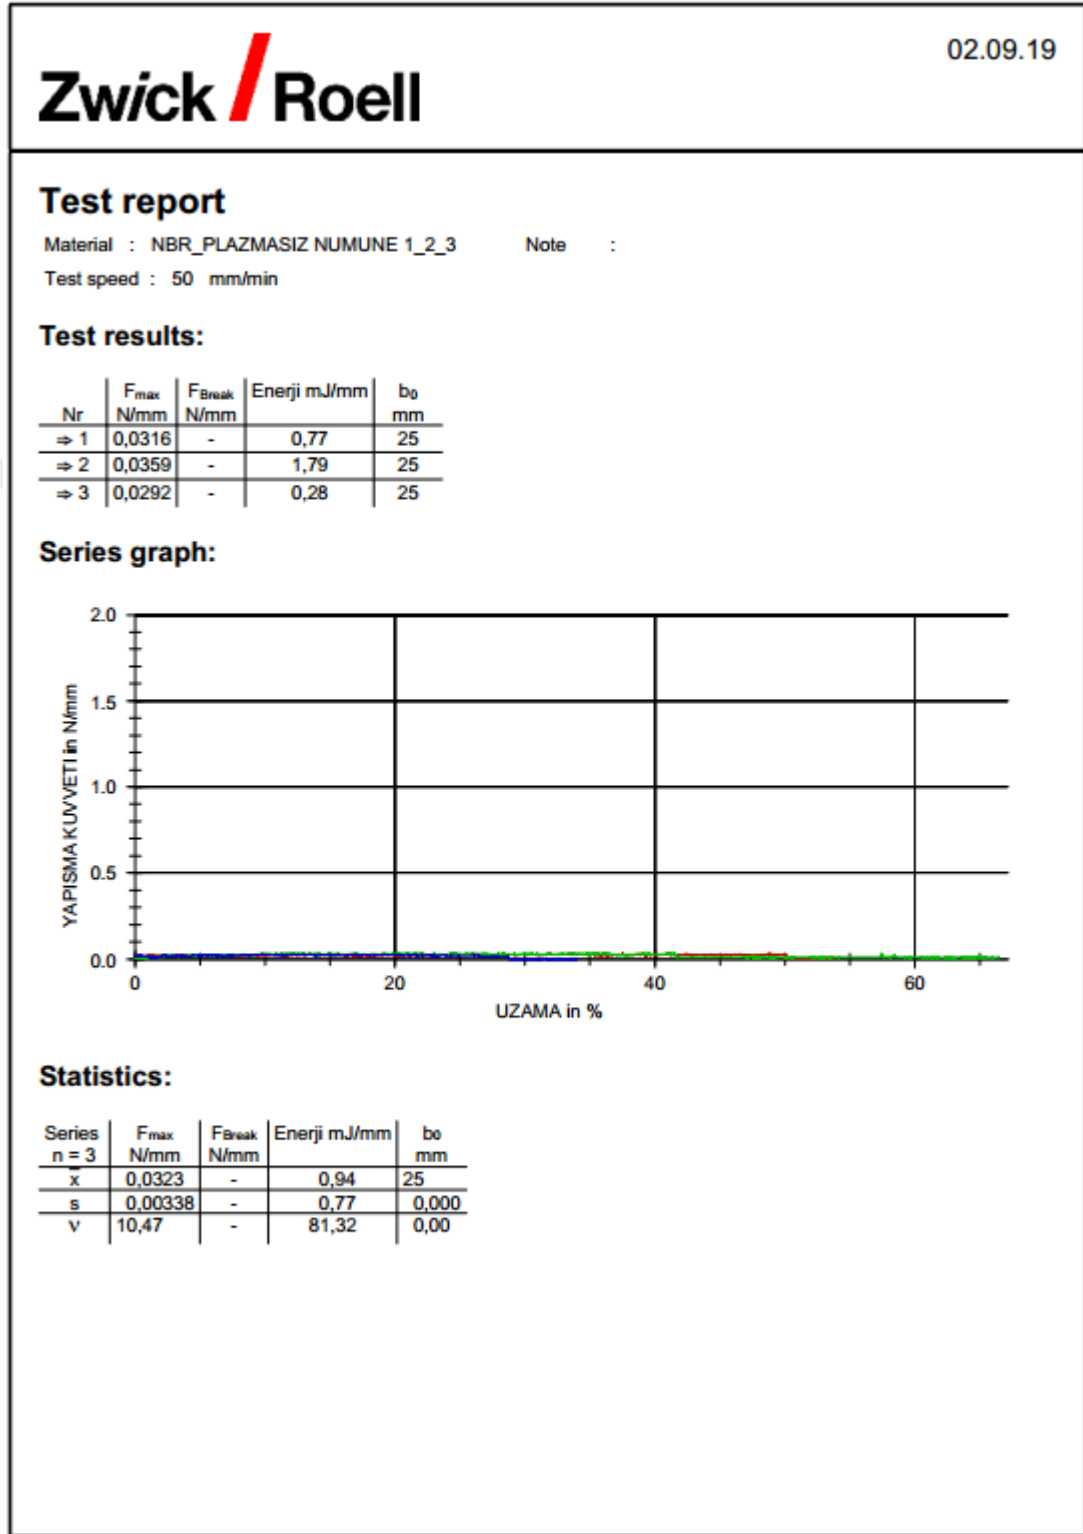 02.09.19
Zwick / Roell
Test report
Material : NBR_PLAZMASIZ NUMUNE 1_2_3 Note :
Test speed : 50 mm/min
Test results:
Fmax FBreak Enerji mJ/mm b0
Nr N/mm N/mm mm
⇒ 1 0,0316 - 0,77 25
⇒ 2 0,0359 - 1,79 25
⇒ 3 0,0292 - 0,28 25
Series graph:
YAPISMA KUVVETI in N/mm
2.0
1.5
1.0
0.5
0.0
0 20 40 60
UZAMA in %
Statistics:
Series Fmax FBreak Enerji mJ/mm b0
n = 3 N/mm N/mm mm
x̄ 0,0323 - 0,94 25
s 0,00338 - 0,77 0,000
ν 10,47 - 81,32 0,00